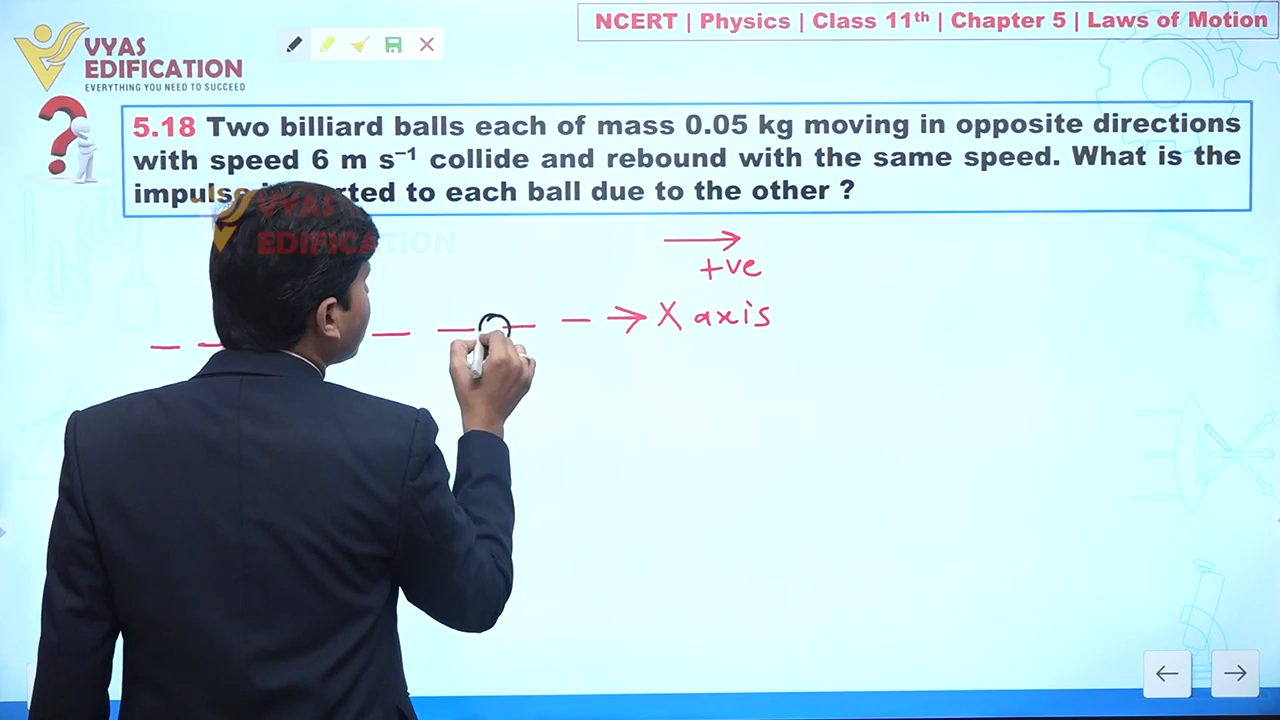 NCERT | Physics | Class 11th | Chapter 5 | Laws of Motion
VYAS
EDIFICATION
EVERYTHING YOU NEED TO SUCCEED
5.18 Two billiard balls each of mass 0.05 kg moving in opposite directions
with speed 6 m s⁻¹ collide and rebound with the same speed. What is the
to each ball due to the other ?
VYAS
EDIFICATION
+ve
X axis